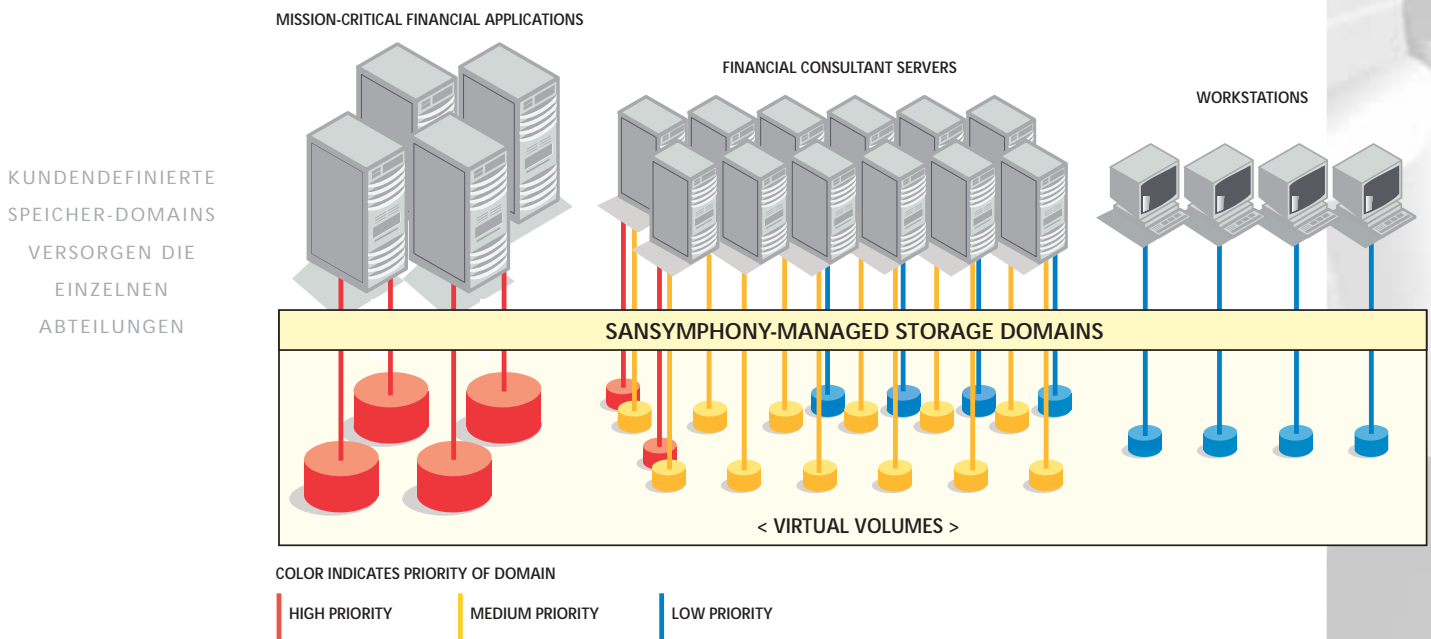 MISSION-CRITICAL FINANCIAL APPLICATIONS
FINANCIAL CONSULTANT SERVERS
WORKSTATIONS
KUNDENDEFINIERTE
SPEICHER-DOMAINS
VERSORGEN DIE
EINZELNEN
ABTEILUNGEN
SANSYMPHONY-MANAGED STORAGE DOMAINS
< VIRTUAL VOLUMES >
COLOR INDICATES PRIORITY OF DOMAIN
HIGH PRIORITY
MEDIUM PRIORITY
LOW PRIORITY